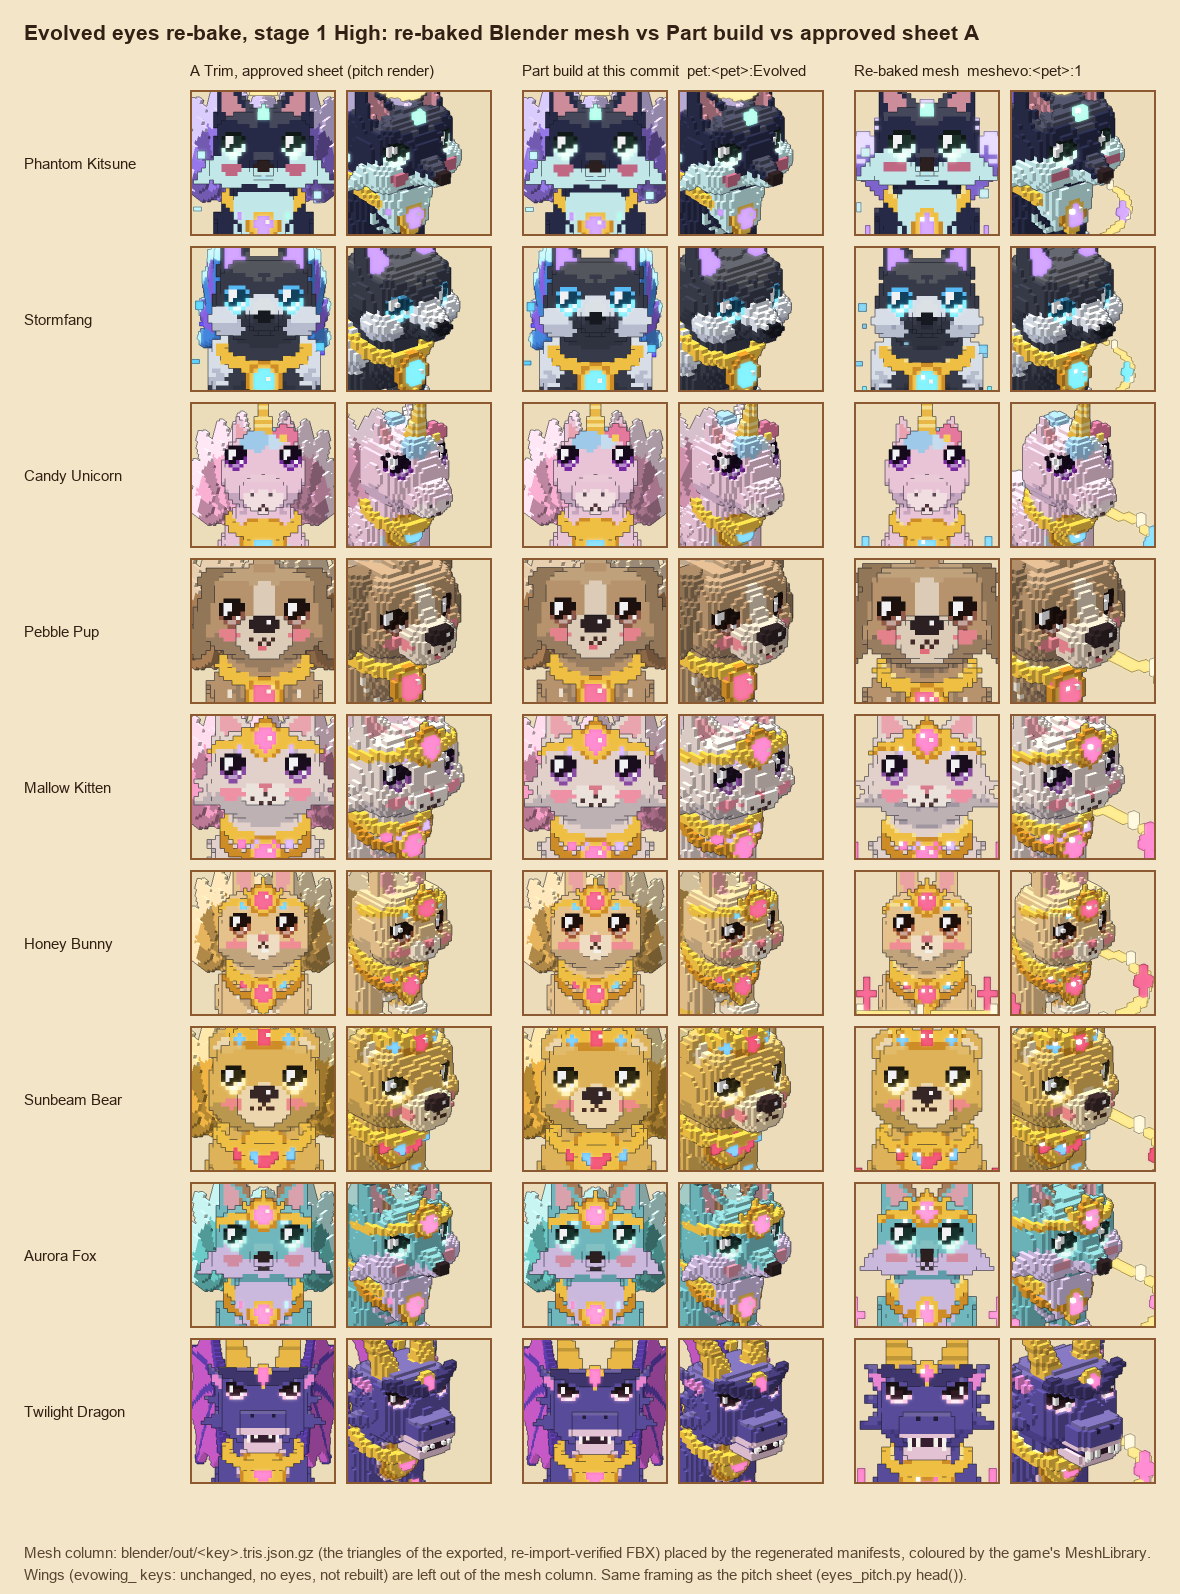 Evolved eyes re-bake, stage 1 High: re-baked Blender mesh vs Part build vs approved sheet A
A Trim, approved sheet (pitch render)
Part build at this commit pet:<pet>:Evolved
Re-baked mesh meshevo:<pet>:1
Phantom Kitsune
Stormfang
Candy Unicorn
Pebble Pup
Mallow Kitten
Honey Bunny
Sunbeam Bear
Aurora Fox
Twilight Dragon
Mesh column: blender/out/<key>.tris.json.gz (the triangles of the exported, re-import-verified FBX) placed by the regenerated manifests, coloured by the game's MeshLibrary.
Wings (evowing_ keys: unchanged, no eyes, not rebuilt) are left out of the mesh column. Same framing as the pitch sheet (eyes_pitch.py head()).